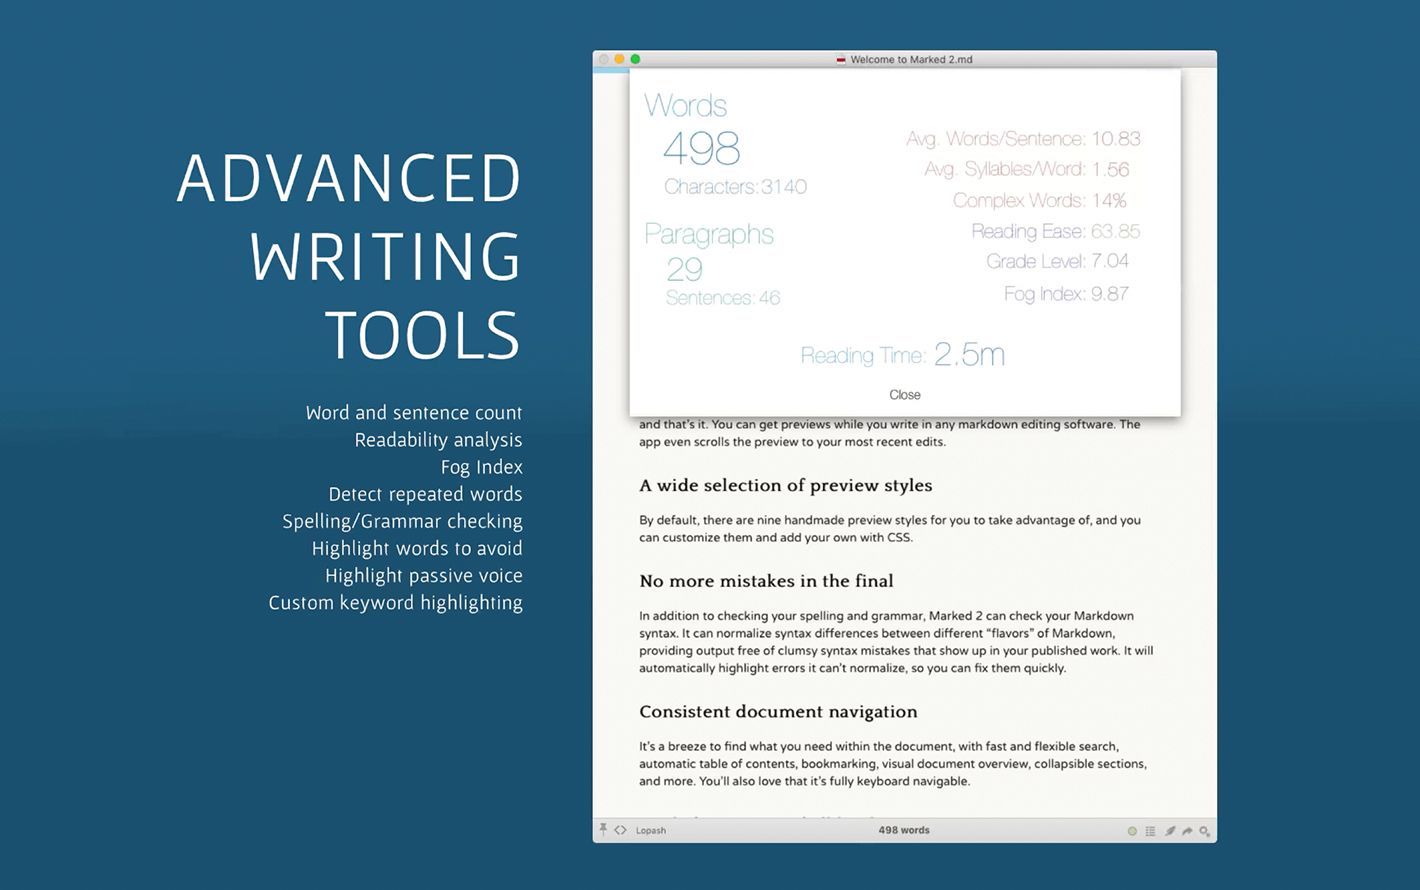 ADVANCED
WRITING
TOOLS
Word and sentence count
Readability analysis
Fog Index
Detect repeated words
Spelling/Grammar checking
Highlight words to avoid
Highlight passive voice
Custom keyword highlighting
Welcome to Marked 2.md
Words
498
Characters: 3140
Paragraphs
29
Sentences: 46
Avg. Words/Sentence: 10.83
Avg. Syllables/Word: 1.56
Complex Words: 14%
Reading Ease: 63.85
Grade Level: 7.04
Fog Index: 9.87
Reading Time: 2.5m
Close
and that's it. You can get previews while you write in any markdown editing software. The
app even scrolls the preview to your most recent edits.
A wide selection of preview styles
By default, there are nine handmade preview styles for you to take advantage of, and you
can customize them and add your own with CSS.
No more mistakes in the final
In addition to checking your spelling and grammar, Marked 2 can check your Markdown
syntax. It can normalize syntax differences between different “flavors” of Markdown,
providing output free of clumsy syntax mistakes that show up in your published work. It will
automatically highlight errors it can't normalize, so you can fix them quickly.
Consistent document navigation
It's a breeze to find what you need within the document, with fast and flexible search,
automatic table of contents, bookmarking, visual document overview, collapsible sections,
and more. You'll also love that it's fully keyboard navigable.
Lopash
498 words